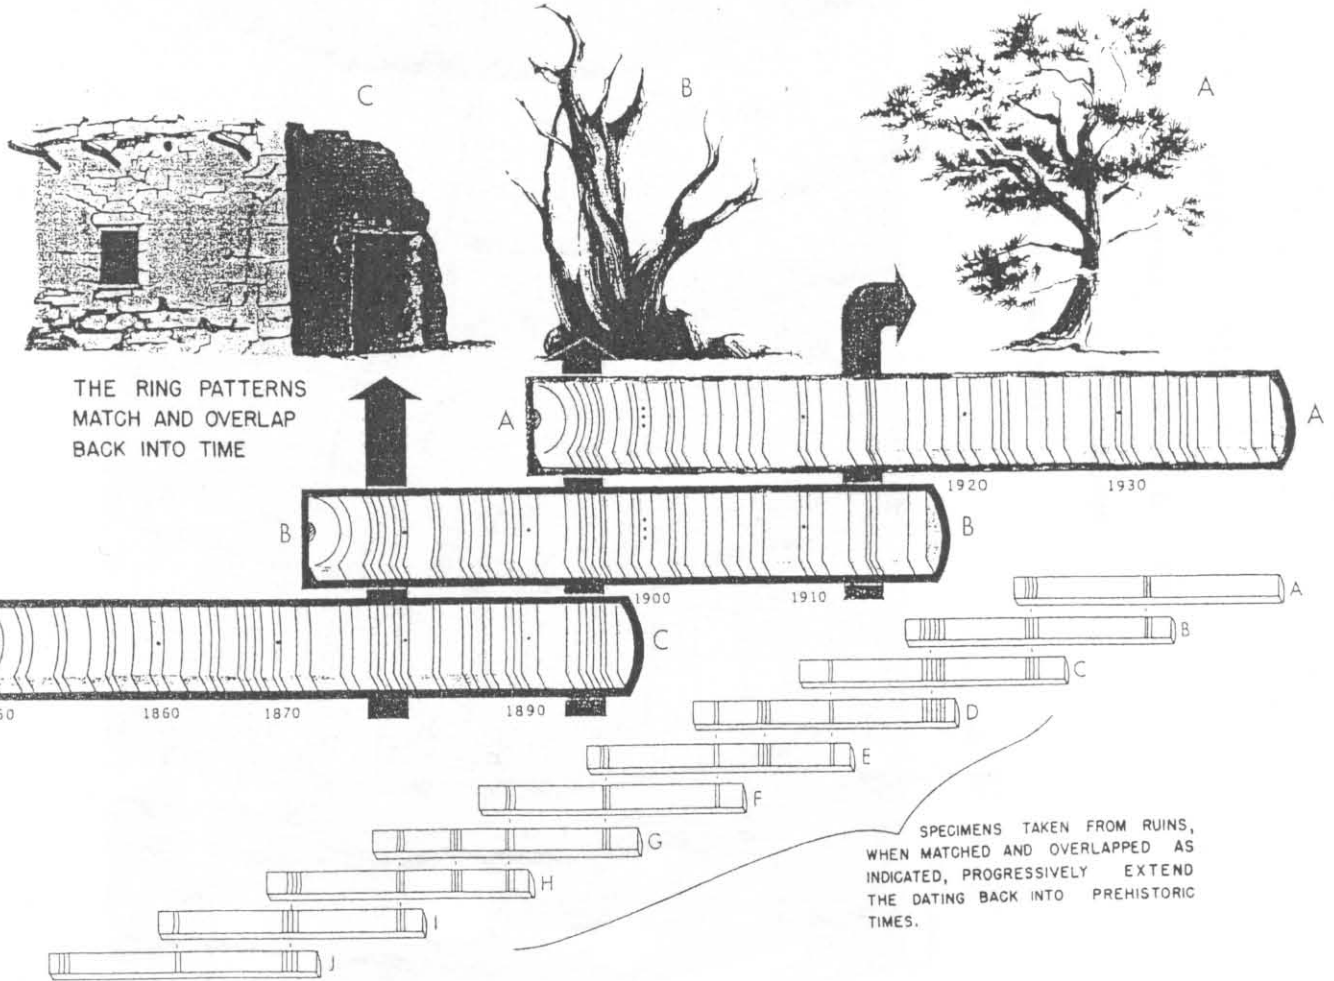 C
B
A
THE RING PATTERNS
MATCH AND OVERLAP
BACK INTO TIME
A
A
1920
1930
B
B
1900
1910
C
60
1860
1870
1890
A
B
C
D
E
F
G
H
I
J
SPECIMENS TAKEN FROM RUINS,
WHEN MATCHED AND OVERLAPPED AS
INDICATED, PROGRESSIVELY EXTEND
THE DATING BACK INTO PREHISTORIC
TIMES.